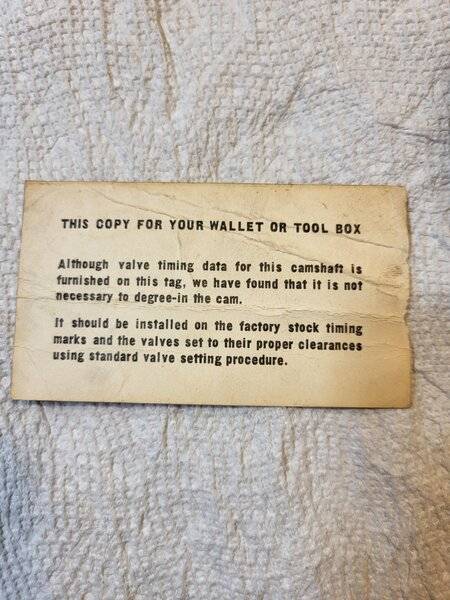 THIS COPY FOR YOUR WALLET OR TOOL BOX
Although valve timing data for this camshaft is
furnished on this tag, we have found that it is not
necessary to degree-in the cam.
It should be installed on the factory stock timing
marks and the valves set to their proper clearances
using standard valve setting procedure.